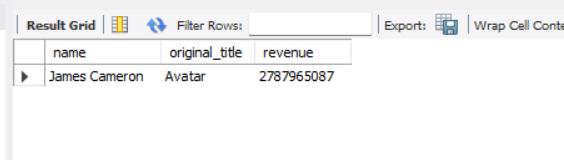 Result Grid Filter Rows: Export: Wrap Cell Conte
name original_title revenue
James Cameron Avatar 2787965087